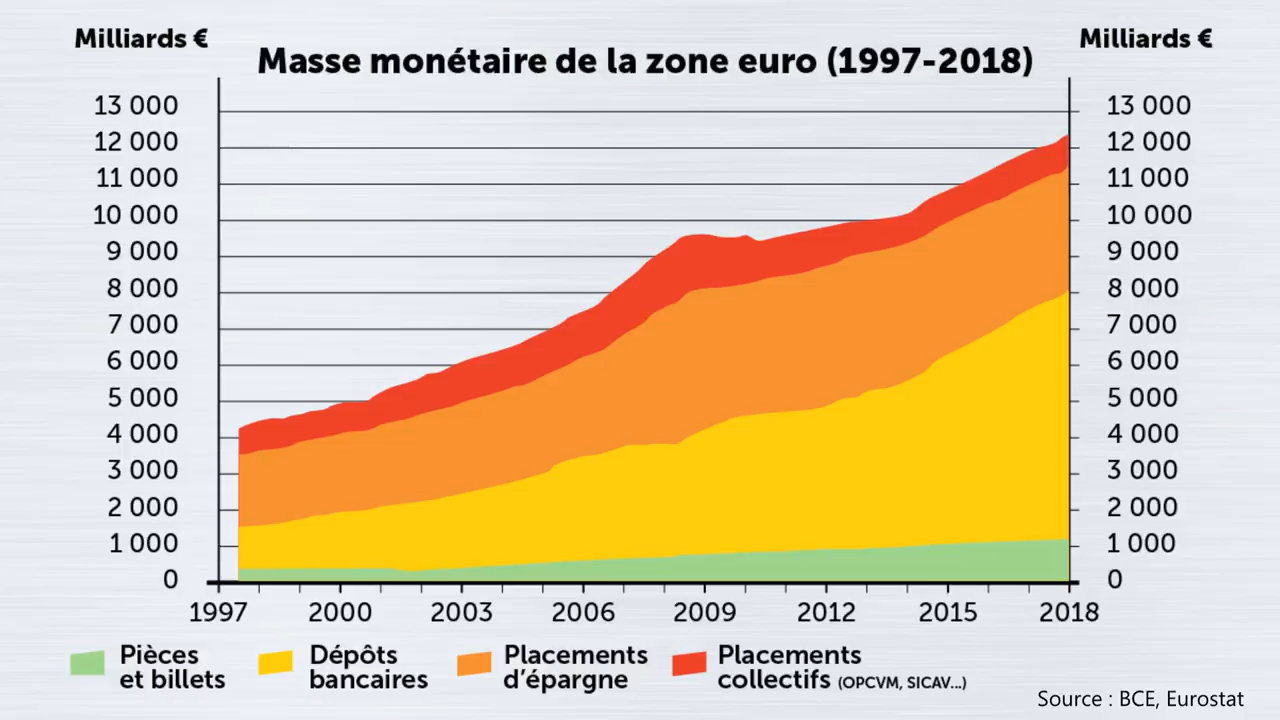 Milliards €
Milliards €
Masse monétaire de la zone euro (1997-2018)
13 000
13 000
12 000
12 000
11 000
11 000
10 000
10 000
9 000
9 000
8 000
8 000
7 000
7 000
6 000
6 000
5 000
5 000
4 000
4 000
3 000
3 000
2 000
2 000
1 000
1 000
0
0
1997 2000 2003 2006 2009 2012 2015 2018
Pièces
et billets
Dépôts
bancaires
Placements
d'épargne
Placements
collectifs (OPCVM, SICAV...)
Source : BCE, Eurostat